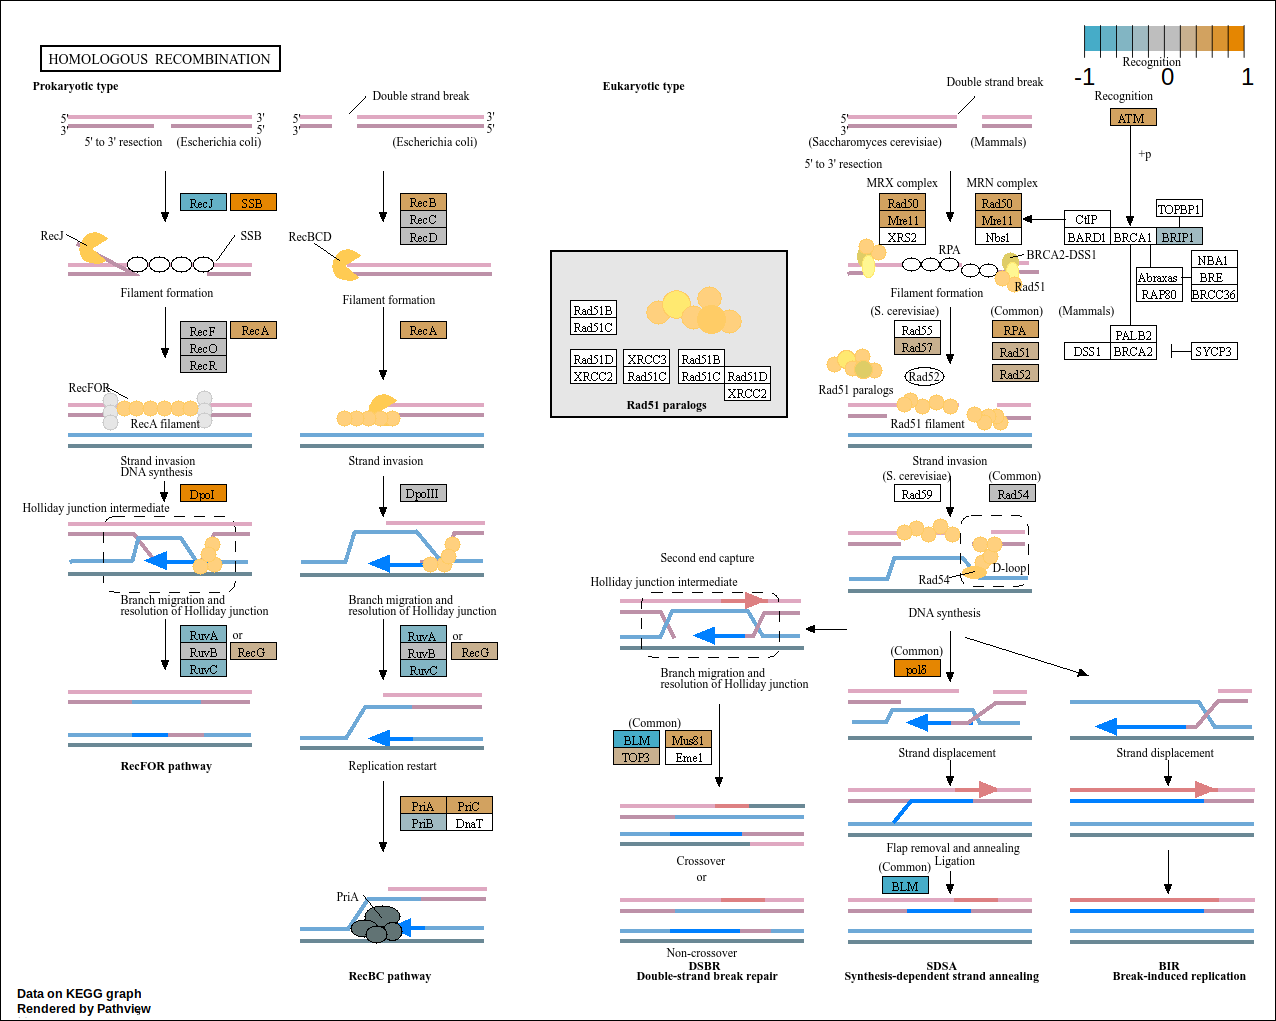 HOMOLOGOUS RECOMBINATION
Recognition
-1 0 1
Prokaryotic type
Eukaryotic type
Double strand break
Double strand break
Recognition
5' 3' 5' 3' 5'
3' 5' 3' 5' 3'
ATM
5' to 3' resection (Escherichia coli)
(Escherichia coli)
(Saccharomyces cerevisiae) (Mammals)
+p
5' to 3' resection
MRX complex MRN complex
RecJ SSB
RecB
RecC
RecD
Rad50
Mre11
XRS2
Rad50
Mre11
Nbs1
CtIP
TOPBP1
BARD1 BRCA1 BRIP1
RecJ SSB
RecBCD
RPA
BRCA2-DSS1
Rad51
NBA1
Abraxas BRE
RAP80 BRCC36
Filament formation
Filament formation
Filament formation
(S. cerevisiae) (Common) (Mammals)
Rad51B
Rad51C
Rad51D XRCC3 Rad51B
XRCC2 Rad51C Rad51C Rad51D
XRCC2
Rad51 paralogs
RecF RecA
RecO
RecR
RecA
Rad55
Rad57
RPA
Rad51
Rad52
PALB2
DSS1 BRCA2 SYCP3
Rad52
Rad51 paralogs
RecFOR
RecA filament
Rad51 filament
Strand invasion
DNA synthesis
Strand invasion
Strand invasion
(S. cerevisiae) (Common)
DpoI
DpoIII
Rad59 Rad54
Holliday junction intermediate
Rad54
D-loop
Second end capture
Holliday junction intermediate
Branch migration and
resolution of Holliday junction
Branch migration and
resolution of Holliday junction
DNA synthesis
RuvA or
RuvB RecG
RuvC
RuvA or
RuvB RecG
RuvC
(Common)
polδ
Branch migration and
resolution of Holliday junction
(Common)
BLM Mus81
TOP3 Eme1
Strand displacement
Strand displacement
RecFOR pathway
Replication restart
PriA PriC
PriB DnaT
Crossover
or
Flap removal and annealing
Ligation
(Common)
BLM
PriA
Non-crossover
RecBC pathway
DSBR
Double-strand break repair
SDSA
Synthesis-dependent strand annealing
BIR
Break-induced replication
Data on KEGG graph
Rendered by Pathview